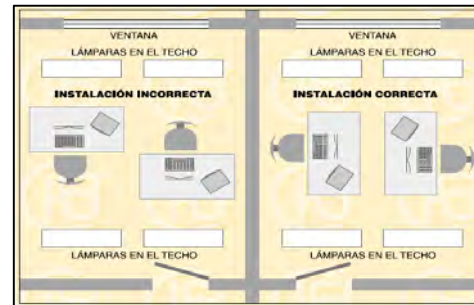 VENTANA
LÁMPARAS EN EL TECHO
INSTALACIÓN INCORRECTA
LÁMPARAS EN EL TECHO
VENTANA
LÁMPARAS EN EL TECHO
INSTALACIÓN CORRECTA
LÁMPARAS EN EL TECHO